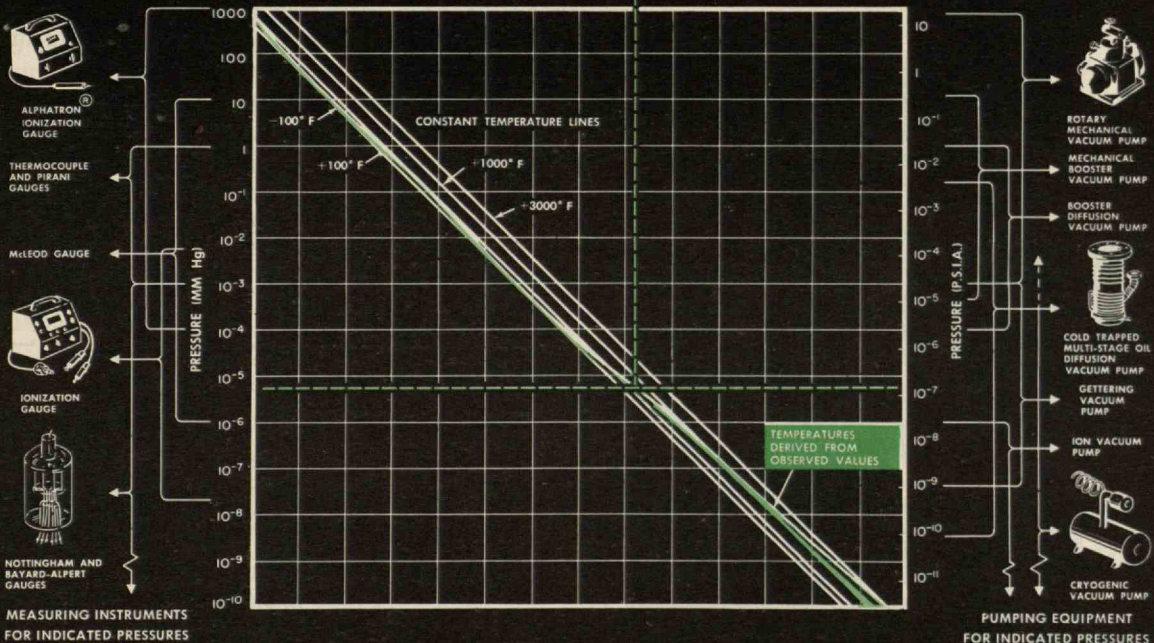 1000
100
10
1
10⁻¹
10⁻²
10⁻³
10⁻⁴
10⁻⁵
10⁻⁶
10⁻⁷
10⁻⁸
10⁻⁹
10⁻¹⁰
PRESSURE (MM Hg)
ALPHATRON ®
IONIZATION
GAUGE
THERMOCOUPLE
AND PIRANI
GAUGES
McLEOD GAUGE
IONIZATION
GAUGE
NOTTINGHAM AND
BAYARD-ALPERT
GAUGES
MEASURING INSTRUMENTS
FOR INDICATED PRESSURES
CONSTANT TEMPERATURE LINES
−100° F
+100° F
+1000° F
+3000° F
TEMPERATURES
DERIVED FROM
OBSERVED VALUES
10
1
10⁻¹
10⁻²
10⁻³
10⁻⁴
10⁻⁵
10⁻⁶
10⁻⁷
10⁻⁸
10⁻⁹
10⁻¹⁰
10⁻¹¹
PRESSURE (P.S.I.A.)
ROTARY
MECHANICAL
VACUUM PUMP
MECHANICAL
BOOSTER
VACUUM PUMP
BOOSTER
DIFFUSION
VACUUM PUMP
COLD TRAPPED
MULTI-STAGE OIL
DIFFUSION
VACUUM PUMP
GETTERING
VACUUM
PUMP
ION VACUUM
PUMP
CRYOGENIC
VACUUM PUMP
PUMPING EQUIPMENT
FOR INDICATED PRESSURES